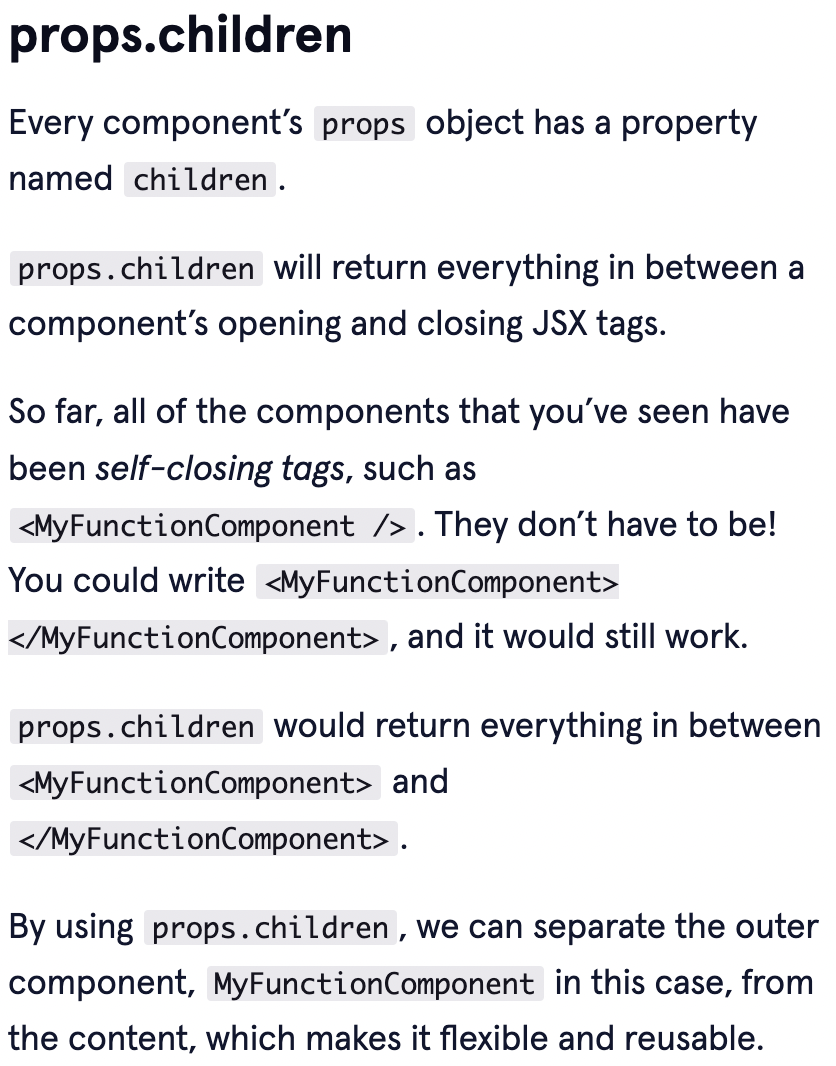 props.children
Every component’s props object has a property
named children.
props.children will return everything in between a
component’s opening and closing JSX tags.
So far, all of the components that you’ve seen have
been self-closing tags, such as
<MyFunctionComponent />. They don’t have to be!
You could write <MyFunctionComponent>
</MyFunctionComponent>, and it would still work.
props.children would return everything in between
<MyFunctionComponent> and
</MyFunctionComponent>.
By using props.children, we can separate the outer
component, MyFunctionComponent in this case, from
the content, which makes it flexible and reusable.